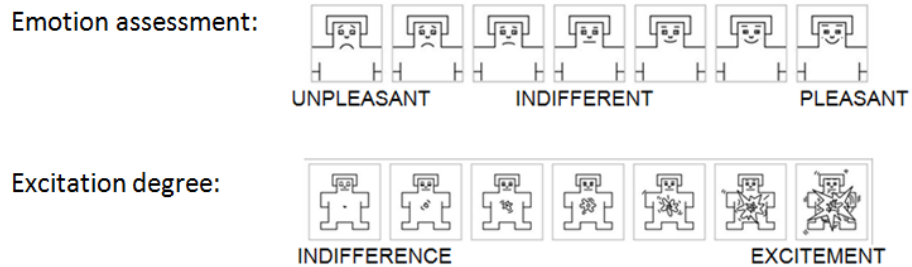 Emotion assessment:
UNPLEASANT INDIFFERENT PLEASANT
Excitation degree:
INDIFFERENCE EXCITEMENT